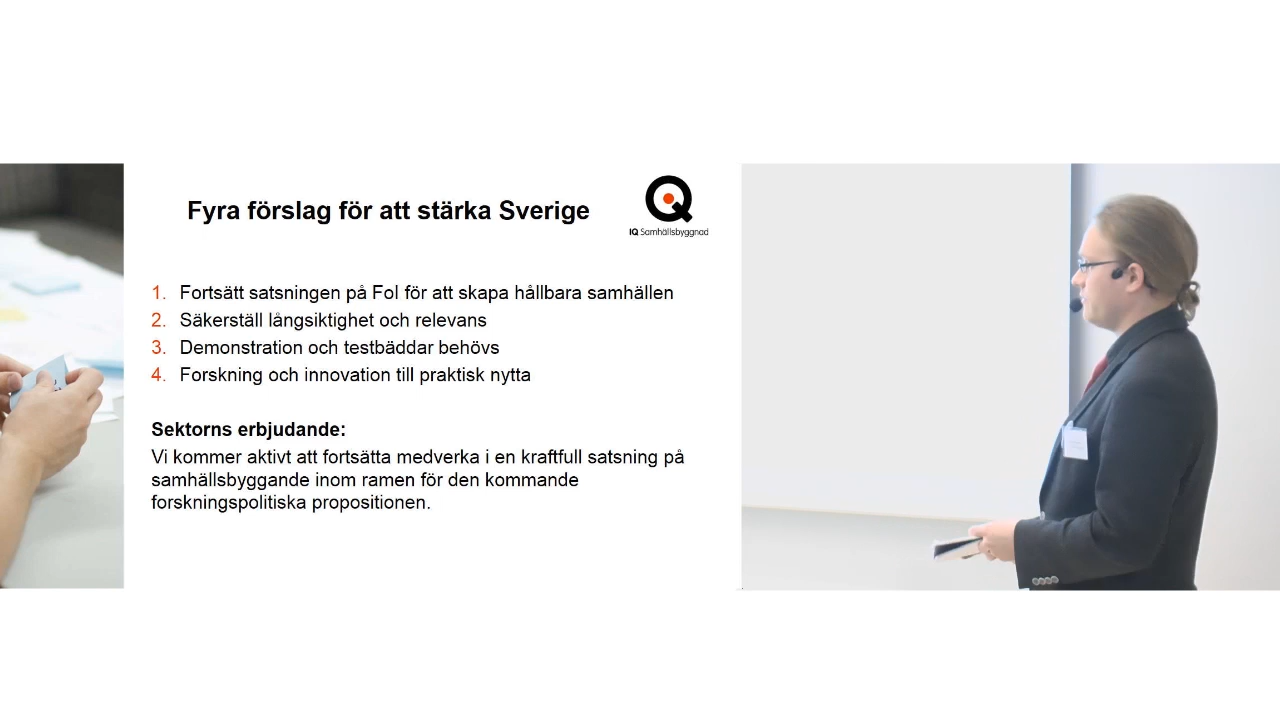 Fyra förslag för att stärka Sverige
IQ Samhällsbyggnad
1. Fortsätt satsningen på FoI för att skapa hållbara samhällen
2. Säkerställ långsiktighet och relevans
3. Demonstration och testbäddar behövs
4. Forskning och innovation till praktisk nytta
Sektorns erbjudande:
Vi kommer aktivt att fortsätta medverka i en kraftfull satsning på
samhällsbyggande inom ramen för den kommande
forskningspolitiska propositionen.